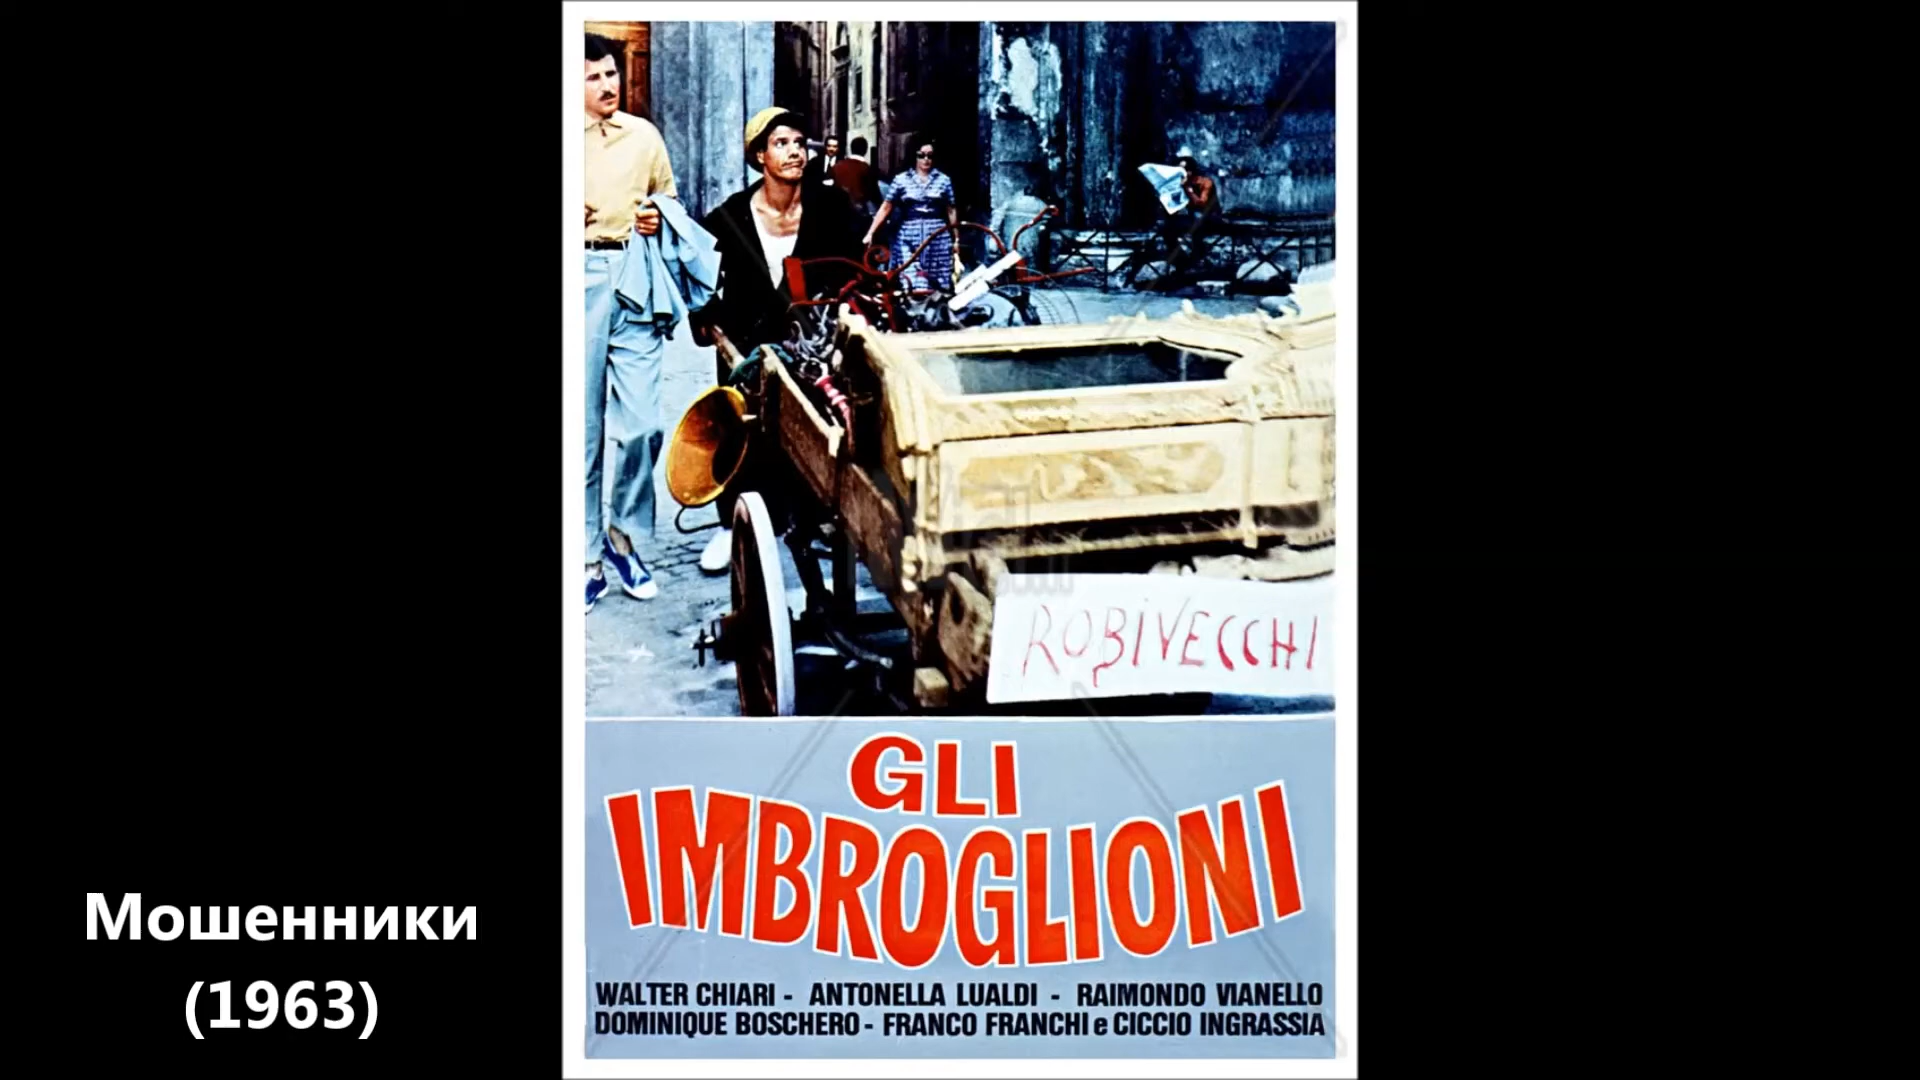 ROBIVECCHI
GLI
IMBROGLIONI
WALTER CHIARI - ANTONELLA LUALDI - RAIMONDO VIANELLO
DOMINIQUE BOSCHERO - FRANCO FRANCHI e CICCIO INGRASSIA
Мошенники
(1963)